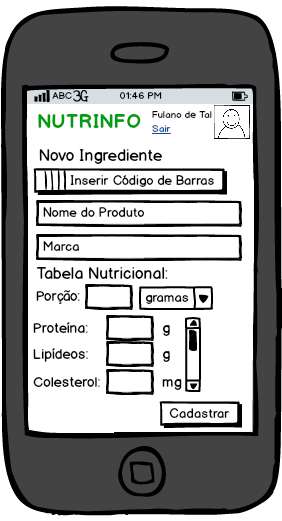 ABC 3G 01:46 PM
NUTRINFO
Fulano de Tal
Sair
Novo Ingrediente
Inserir Código de Barras
Nome do Produto
Marca
Tabela Nutricional:
Porção: gramas
Proteína: g
Lipídeos: g
Colesterol: mg
Cadastrar